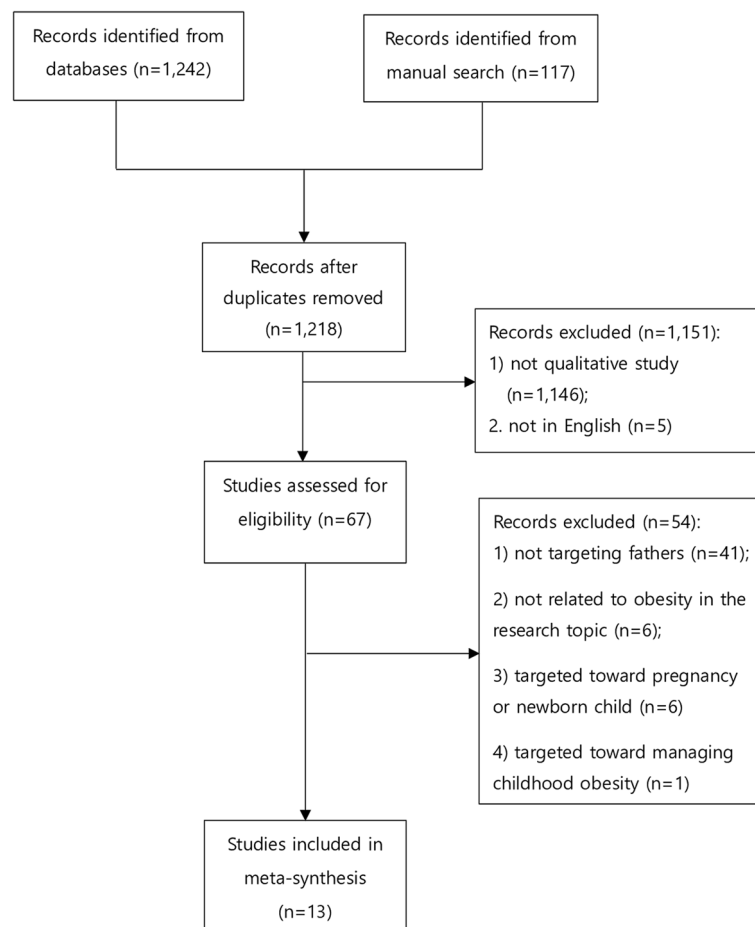 Records identified from
databases (n=1,242)
Records identified from
manual search (n=117)
Records after
duplicates removed
(n=1,218)
Records excluded (n=1,151):
1) not qualitative study
(n=1,146);
2. not in English (n=5)
Studies assessed for
eligibility (n=67)
Records excluded (n=54):
1) not targeting fathers (n=41);
2) not related to obesity in the
research topic (n=6);
3) targeted toward pregnancy
or newborn child (n=6)
4) targeted toward managing
childhood obesity (n=1)
Studies included in
meta-synthesis
(n=13)